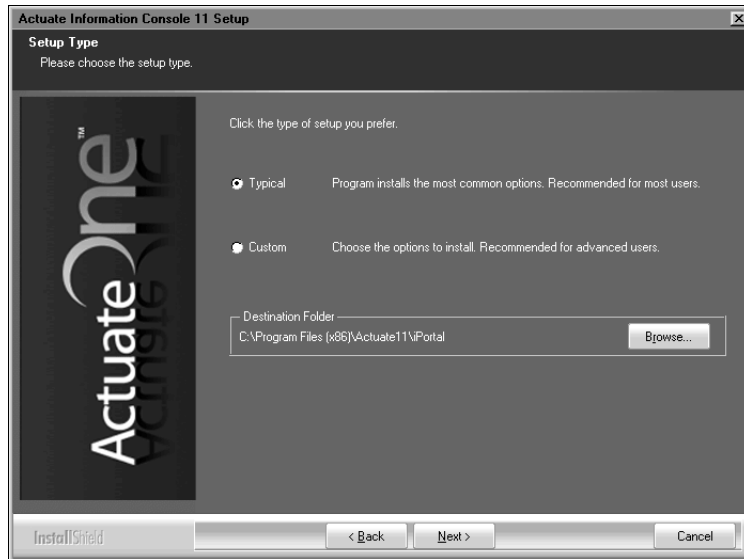 Actuate Information Console 11 Setup
Setup Type
Please choose the setup type.
ActuateOne™
Click the type of setup you prefer.
Typical Program installs the most common options. Recommended for most users.
Custom Choose the options to install. Recommended for advanced users.
Destination Folder
C:\Program Files (x86)\Actuate11\iPortal
Browse...
InstallShield
< Back Next > Cancel